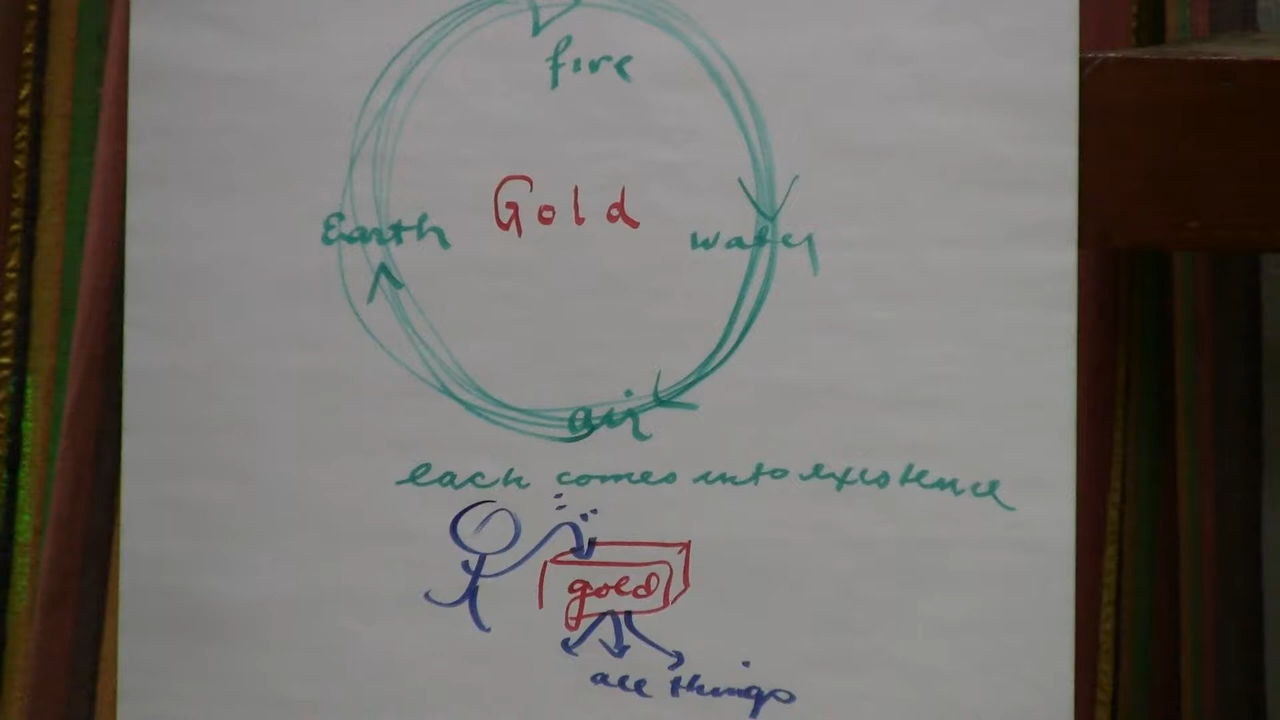 fire
Gold
Earth
water
air
each comes into existence
gold
all things